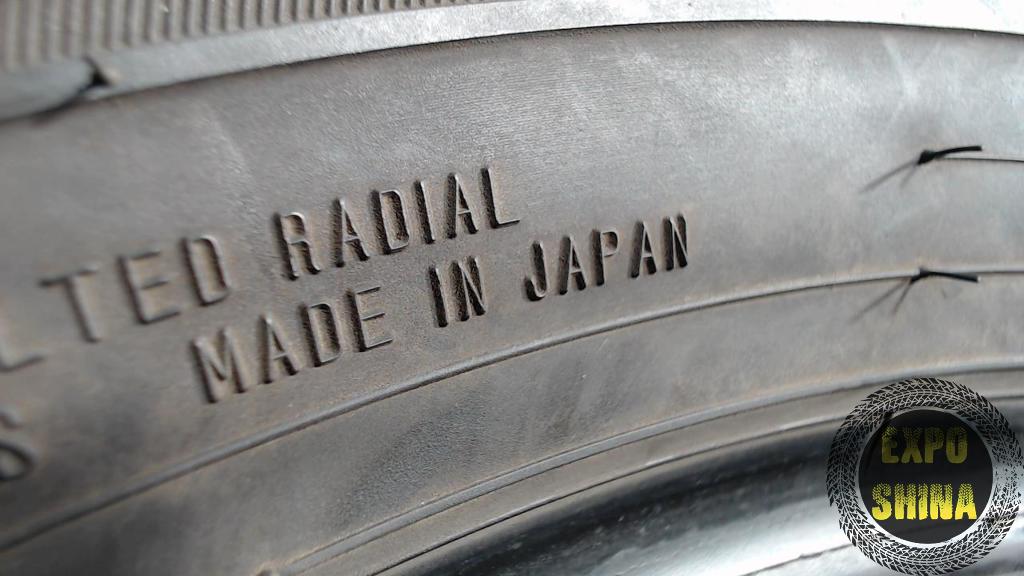 LTED RADIAL
MADE IN JAPAN
S
EXPO
SHINA